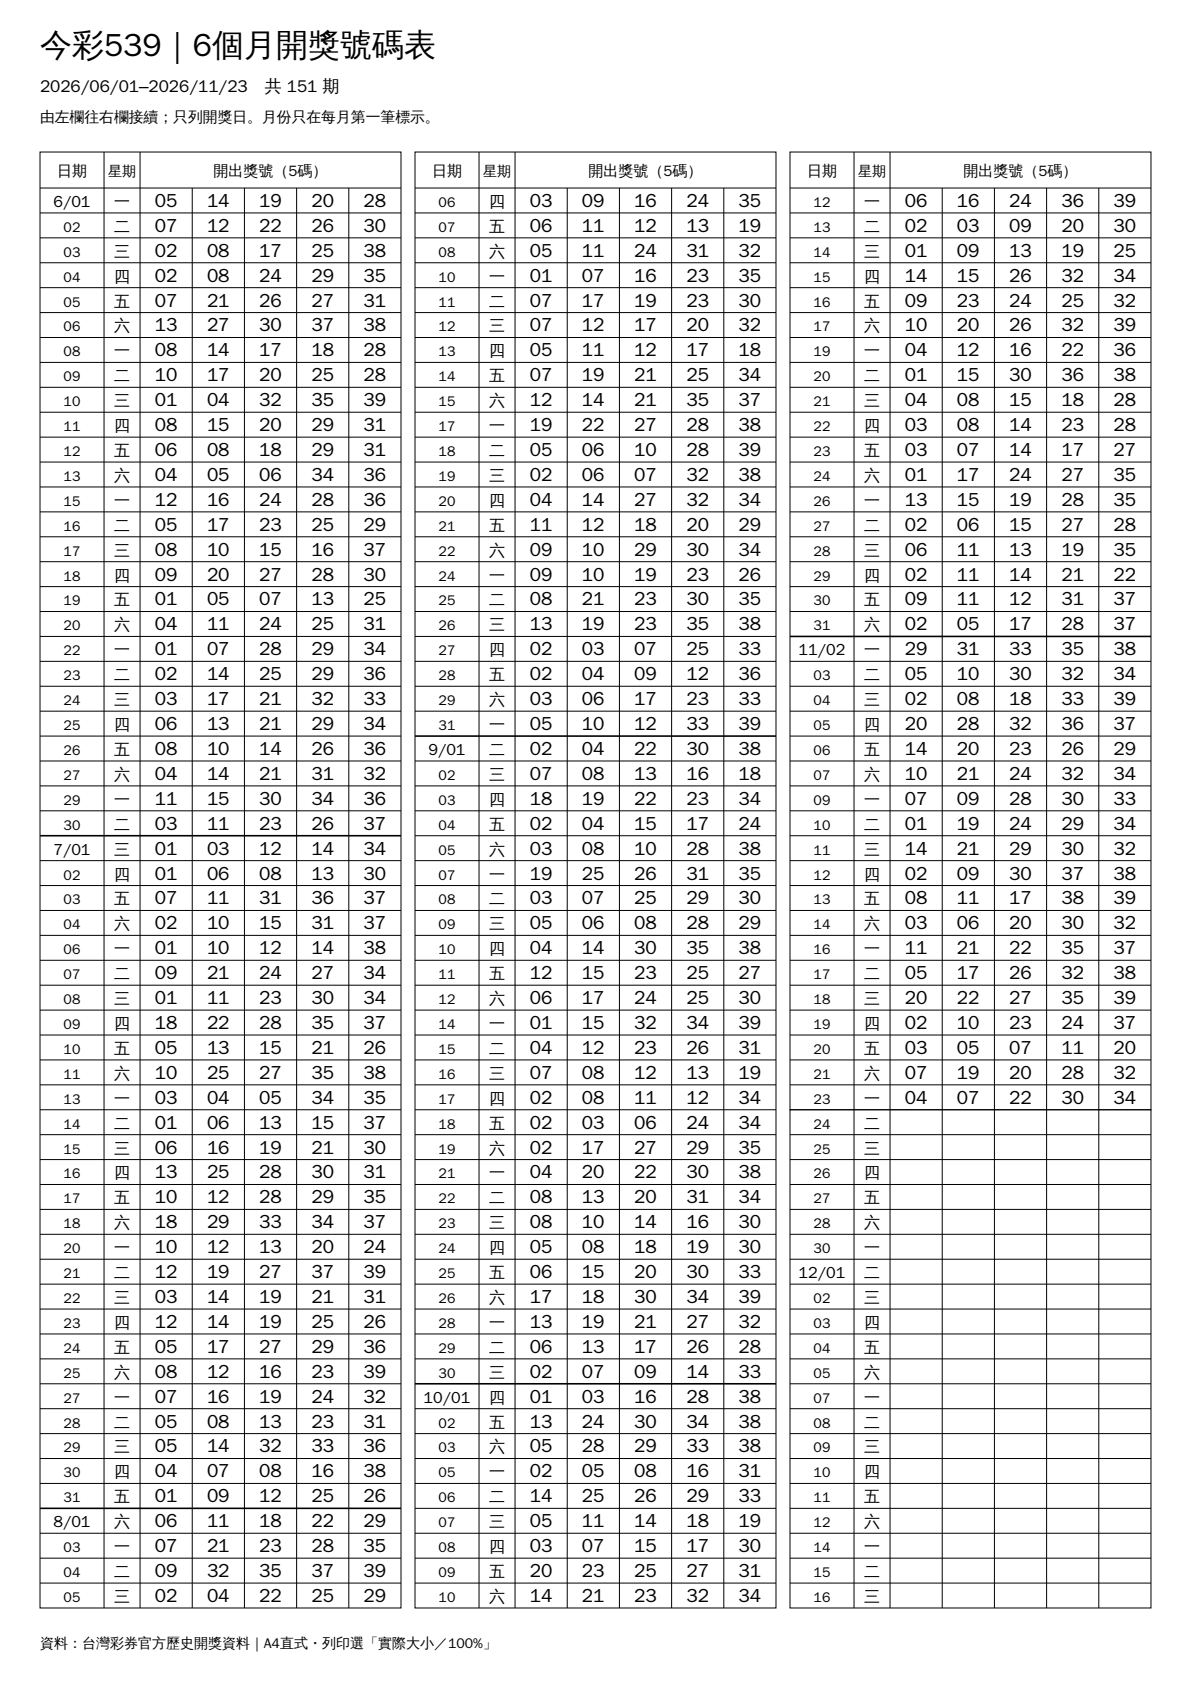 今彩539｜6個月開獎號碼表
2026/06/01–2026/11/23　共 151 期
由左欄往右欄接續；只列開獎日。月份只在每月第一筆標示。
日期 星期 開出獎號（5碼）
6/01 一 05 14 19 20 28
02 二 07 12 22 26 30
03 三 02 08 17 25 38
04 四 02 08 24 29 35
05 五 07 21 26 27 31
06 六 13 27 30 37 38
08 一 08 14 17 18 28
09 二 10 17 20 25 28
10 三 01 04 32 35 39
11 四 08 15 20 29 31
12 五 06 08 18 29 31
13 六 04 05 06 34 36
15 一 12 16 24 28 36
16 二 05 17 23 25 29
17 三 08 10 15 16 37
18 四 09 20 27 28 30
19 五 01 05 07 13 25
20 六 04 11 24 25 31
22 一 01 07 28 29 34
23 二 02 14 25 29 36
24 三 03 17 21 32 33
25 四 06 13 21 29 34
26 五 08 10 14 26 36
27 六 04 14 21 31 32
29 一 11 15 30 34 36
30 二 03 11 23 26 37
7/01 三 01 03 12 14 34
02 四 01 06 08 13 30
03 五 07 11 31 36 37
04 六 02 10 15 31 37
06 一 01 10 12 14 38
07 二 09 21 24 27 34
08 三 01 11 23 30 34
09 四 18 22 28 35 37
10 五 05 13 15 21 26
11 六 10 25 27 35 38
13 一 03 04 05 34 35
14 二 01 06 13 15 37
15 三 06 16 19 21 30
16 四 13 25 28 30 31
17 五 10 12 28 29 35
18 六 18 29 33 34 37
20 一 10 12 13 20 24
21 二 12 19 27 37 39
22 三 03 14 19 21 31
23 四 12 14 19 25 26
24 五 05 17 27 29 36
25 六 08 12 16 23 39
27 一 07 16 19 24 32
28 二 05 08 13 23 31
29 三 05 14 32 33 36
30 四 04 07 08 16 38
31 五 01 09 12 25 26
8/01 六 06 11 18 22 29
03 一 07 21 23 28 35
04 二 09 32 35 37 39
05 三 02 04 22 25 29
日期 星期 開出獎號（5碼）
06 四 03 09 16 24 35
07 五 06 11 12 13 19
08 六 05 11 24 31 32
10 一 01 07 16 23 35
11 二 07 17 19 23 30
12 三 07 12 17 20 32
13 四 05 11 12 17 18
14 五 07 19 21 25 34
15 六 12 14 21 35 37
17 一 19 22 27 28 38
18 二 05 06 10 28 39
19 三 02 06 07 32 38
20 四 04 14 27 32 34
21 五 11 12 18 20 29
22 六 09 10 29 30 34
24 一 09 10 19 23 26
25 二 08 21 23 30 35
26 三 13 19 23 35 38
27 四 02 03 07 25 33
28 五 02 04 09 12 36
29 六 03 06 17 23 33
31 一 05 10 12 33 39
9/01 二 02 04 22 30 38
02 三 07 08 13 16 18
03 四 18 19 22 23 34
04 五 02 04 15 17 24
05 六 03 08 10 28 38
07 一 19 25 26 31 35
08 二 03 07 25 29 30
09 三 05 06 08 28 29
10 四 04 14 30 35 38
11 五 12 15 23 25 27
12 六 06 17 24 25 30
14 一 01 15 32 34 39
15 二 04 12 23 26 31
16 三 07 08 12 13 19
17 四 02 08 11 12 34
18 五 02 03 06 24 34
19 六 02 17 27 29 35
21 一 04 20 22 30 38
22 二 08 13 20 31 34
23 三 08 10 14 16 30
24 四 05 08 18 19 30
25 五 06 15 20 30 33
26 六 17 18 30 34 39
28 一 13 19 21 27 32
29 二 06 13 17 26 28
30 三 02 07 09 14 33
10/01 四 01 03 16 28 38
02 五 13 24 30 34 38
03 六 05 28 29 33 38
05 一 02 05 08 16 31
06 二 14 25 26 29 33
07 三 05 11 14 18 19
08 四 03 07 15 17 30
09 五 20 23 25 27 31
10 六 14 21 23 32 34
日期 星期 開出獎號（5碼）
12 一 06 16 24 36 39
13 二 02 03 09 20 30
14 三 01 09 13 19 25
15 四 14 15 26 32 34
16 五 09 23 24 25 32
17 六 10 20 26 32 39
19 一 04 12 16 22 36
20 二 01 15 30 36 38
21 三 04 08 15 18 28
22 四 03 08 14 23 28
23 五 03 07 14 17 27
24 六 01 17 24 27 35
26 一 13 15 19 28 35
27 二 02 06 15 27 28
28 三 06 11 13 19 35
29 四 02 11 14 21 22
30 五 09 11 12 31 37
31 六 02 05 17 28 37
11/02 一 29 31 33 35 38
03 二 05 10 30 32 34
04 三 02 08 18 33 39
05 四 20 28 32 36 37
06 五 14 20 23 26 29
07 六 10 21 24 32 34
09 一 07 09 28 30 33
10 二 01 19 24 29 34
11 三 14 21 29 30 32
12 四 02 09 30 37 38
13 五 08 11 17 38 39
14 六 03 06 20 30 32
16 一 11 21 22 35 37
17 二 05 17 26 32 38
18 三 20 22 27 35 39
19 四 02 10 23 24 37
20 五 03 05 07 11 20
21 六 07 19 20 28 32
23 一 04 07 22 30 34
24 二
25 三
26 四
27 五
28 六
30 一
12/01 二
02 三
03 四
04 五
05 六
07 一
08 二
09 三
10 四
11 五
12 六
14 一
15 二
16 三
資料：台灣彩券官方歷史開獎資料｜A4直式・列印選「實際大小／100%」